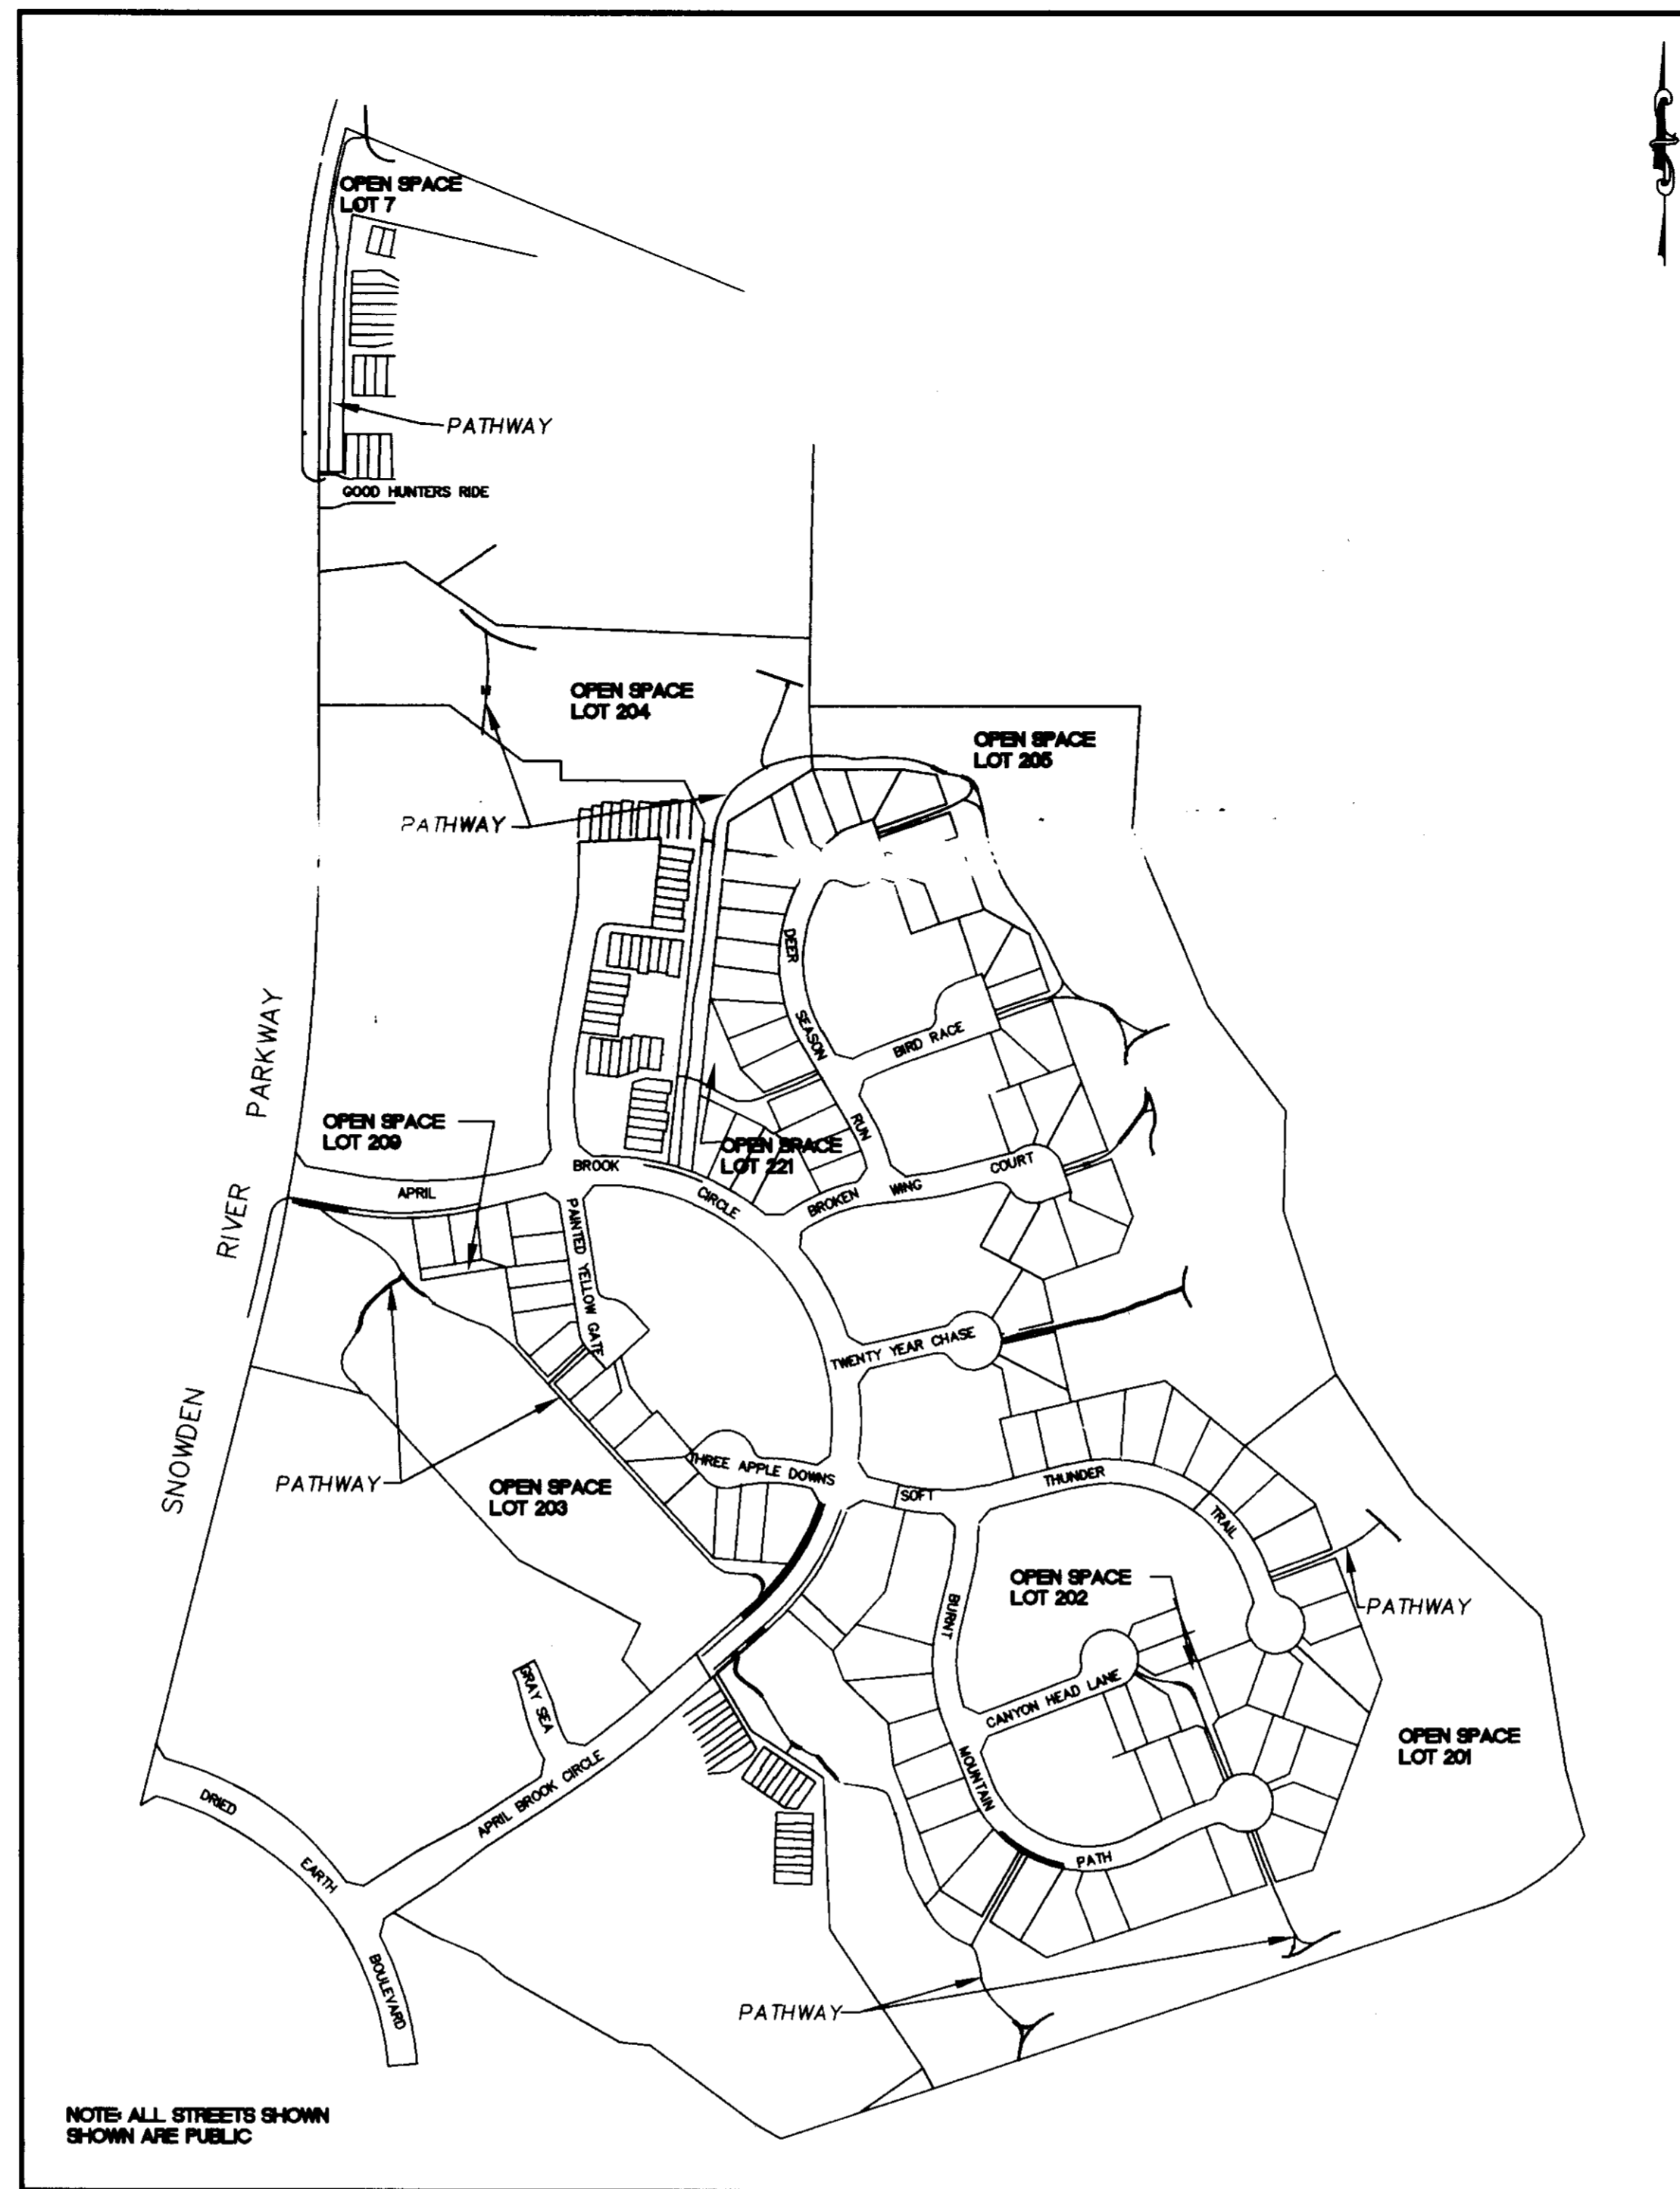 OPEN SPACE
LOT 7
PATHWAY
GOOD HUNTERS RIDE
OPEN SPACE
LOT 204
OPEN SPACE
LOT 205
PATHWAY
DEER
SEASON
RUN
BIRD RACE
SNOWDEN
RIVER
PARKWAY
OPEN SPACE
LOT 209
OPEN SPACE
LOT 221
APRIL
BROOK
CIRCLE
BROKEN
WING
COURT
PAINTED YELLOW GATE
TWENTY YEAR CHASE
THREE APPLE DOWNS
PATHWAY
OPEN SPACE
LOT 203
SOFT
THUNDER
TRAIL
OPEN SPACE
LOT 202
PATHWAY
BURNT
MOUNTAIN
PATH
CANYON HEAD LANE
OPEN SPACE
LOT 201
GRAY SEA
APRIL BROOK CIRCLE
DRIED
EARTH
BOULEVARD
PATHWAY
NOTE: ALL STREETS SHOWN
SHOWN ARE PUBLIC